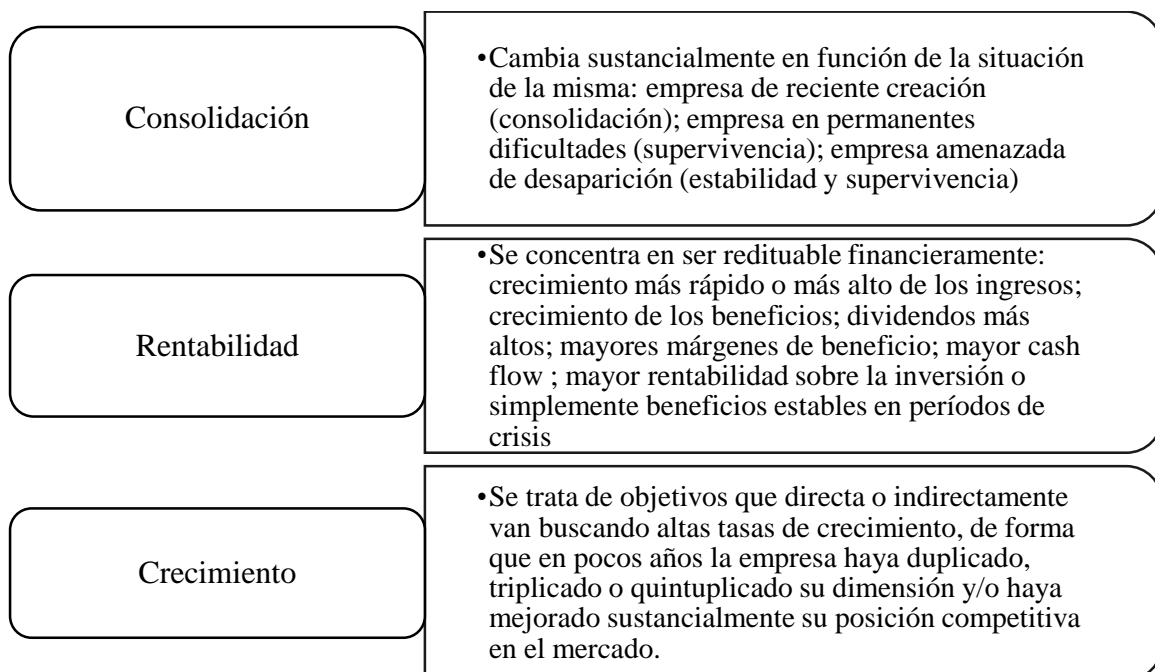 Consolidación
•Cambia sustancialmente en función de la situación
de la misma: empresa de reciente creación
(consolidación); empresa en permanentes
dificultades (supervivencia); empresa amenazada
de desaparición (estabilidad y supervivencia)
Rentabilidad
•Se concentra en ser redituable financieramente:
crecimiento más rápido o más alto de los ingresos;
crecimiento de los beneficios; dividendos más
altos; mayores márgenes de beneficio; mayor cash
flow ; mayor rentabilidad sobre la inversión o
simplemente beneficios estables en períodos de
crisis
Crecimiento
•Se trata de objetivos que directa o indirectamente
van buscando altas tasas de crecimiento, de forma
que en pocos años la empresa haya duplicado,
triplicado o quintuplicado su dimensión y/o haya
mejorado sustancialmente su posición competitiva
en el mercado.